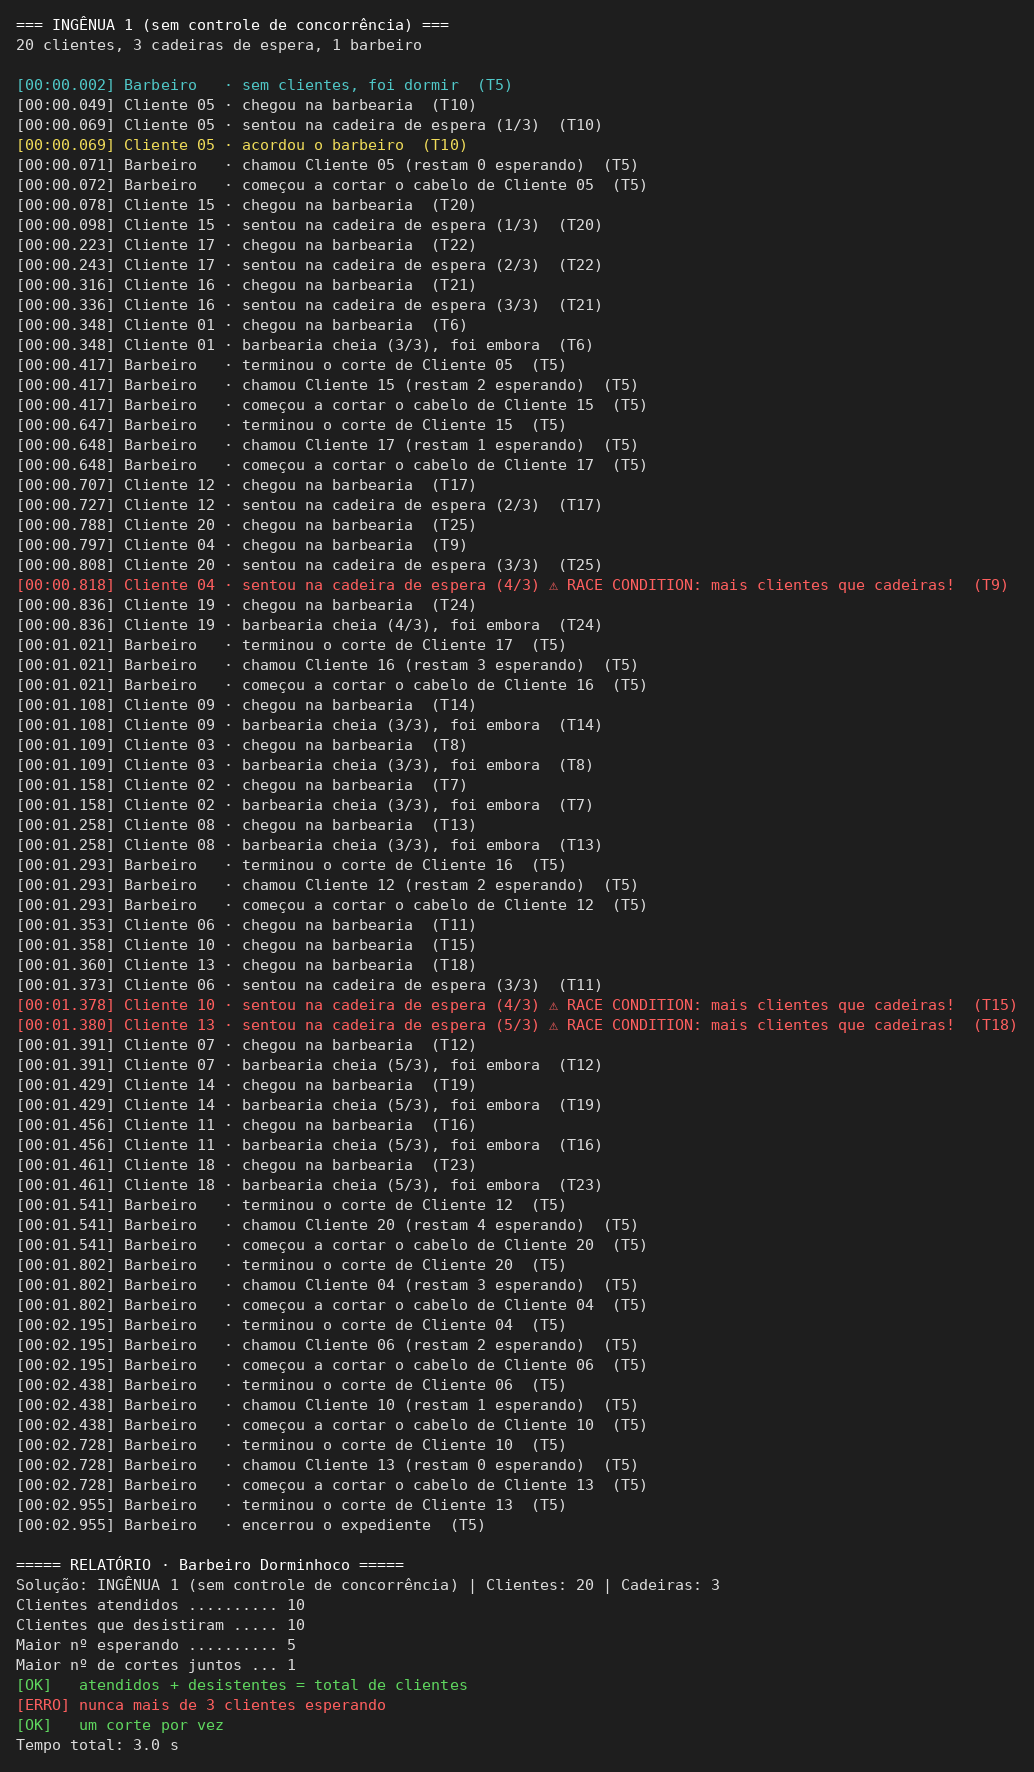 === INGÊNUA 1 (sem controle de concorrência) ===
20 clientes, 3 cadeiras de espera, 1 barbeiro
[00:00.002] Barbeiro   · sem clientes, foi dormir  (T5)
[00:00.049] Cliente 05 · chegou na barbearia  (T10)
[00:00.069] Cliente 05 · sentou na cadeira de espera (1/3)  (T10)
[00:00.069] Cliente 05 · acordou o barbeiro  (T10)
[00:00.071] Barbeiro   · chamou Cliente 05 (restam 0 esperando)  (T5)
[00:00.072] Barbeiro   · começou a cortar o cabelo de Cliente 05  (T5)
[00:00.078] Cliente 15 · chegou na barbearia  (T20)
[00:00.098] Cliente 15 · sentou na cadeira de espera (1/3)  (T20)
[00:00.223] Cliente 17 · chegou na barbearia  (T22)
[00:00.243] Cliente 17 · sentou na cadeira de espera (2/3)  (T22)
[00:00.316] Cliente 16 · chegou na barbearia  (T21)
[00:00.336] Cliente 16 · sentou na cadeira de espera (3/3)  (T21)
[00:00.348] Cliente 01 · chegou na barbearia  (T6)
[00:00.348] Cliente 01 · barbearia cheia (3/3), foi embora  (T6)
[00:00.417] Barbeiro   · terminou o corte de Cliente 05  (T5)
[00:00.417] Barbeiro   · chamou Cliente 15 (restam 2 esperando)  (T5)
[00:00.417] Barbeiro   · começou a cortar o cabelo de Cliente 15  (T5)
[00:00.647] Barbeiro   · terminou o corte de Cliente 15  (T5)
[00:00.648] Barbeiro   · chamou Cliente 17 (restam 1 esperando)  (T5)
[00:00.648] Barbeiro   · começou a cortar o cabelo de Cliente 17  (T5)
[00:00.707] Cliente 12 · chegou na barbearia  (T17)
[00:00.727] Cliente 12 · sentou na cadeira de espera (2/3)  (T17)
[00:00.788] Cliente 20 · chegou na barbearia  (T25)
[00:00.797] Cliente 04 · chegou na barbearia  (T9)
[00:00.808] Cliente 20 · sentou na cadeira de espera (3/3)  (T25)
[00:00.818] Cliente 04 · sentou na cadeira de espera (4/3) ⚠ RACE CONDITION: mais clientes que cadeiras!  (T9)
[00:00.836] Cliente 19 · chegou na barbearia  (T24)
[00:00.836] Cliente 19 · barbearia cheia (4/3), foi embora  (T24)
[00:01.021] Barbeiro   · terminou o corte de Cliente 17  (T5)
[00:01.021] Barbeiro   · chamou Cliente 16 (restam 3 esperando)  (T5)
[00:01.021] Barbeiro   · começou a cortar o cabelo de Cliente 16  (T5)
[00:01.108] Cliente 09 · chegou na barbearia  (T14)
[00:01.108] Cliente 09 · barbearia cheia (3/3), foi embora  (T14)
[00:01.109] Cliente 03 · chegou na barbearia  (T8)
[00:01.109] Cliente 03 · barbearia cheia (3/3), foi embora  (T8)
[00:01.158] Cliente 02 · chegou na barbearia  (T7)
[00:01.158] Cliente 02 · barbearia cheia (3/3), foi embora  (T7)
[00:01.258] Cliente 08 · chegou na barbearia  (T13)
[00:01.258] Cliente 08 · barbearia cheia (3/3), foi embora  (T13)
[00:01.293] Barbeiro   · terminou o corte de Cliente 16  (T5)
[00:01.293] Barbeiro   · chamou Cliente 12 (restam 2 esperando)  (T5)
[00:01.293] Barbeiro   · começou a cortar o cabelo de Cliente 12  (T5)
[00:01.353] Cliente 06 · chegou na barbearia  (T11)
[00:01.358] Cliente 10 · chegou na barbearia  (T15)
[00:01.360] Cliente 13 · chegou na barbearia  (T18)
[00:01.373] Cliente 06 · sentou na cadeira de espera (3/3)  (T11)
[00:01.378] Cliente 10 · sentou na cadeira de espera (4/3) ⚠ RACE CONDITION: mais clientes que cadeiras!  (T15)
[00:01.380] Cliente 13 · sentou na cadeira de espera (5/3) ⚠ RACE CONDITION: mais clientes que cadeiras!  (T18)
[00:01.391] Cliente 07 · chegou na barbearia  (T12)
[00:01.391] Cliente 07 · barbearia cheia (5/3), foi embora  (T12)
[00:01.429] Cliente 14 · chegou na barbearia  (T19)
[00:01.429] Cliente 14 · barbearia cheia (5/3), foi embora  (T19)
[00:01.456] Cliente 11 · chegou na barbearia  (T16)
[00:01.456] Cliente 11 · barbearia cheia (5/3), foi embora  (T16)
[00:01.461] Cliente 18 · chegou na barbearia  (T23)
[00:01.461] Cliente 18 · barbearia cheia (5/3), foi embora  (T23)
[00:01.541] Barbeiro   · terminou o corte de Cliente 12  (T5)
[00:01.541] Barbeiro   · chamou Cliente 20 (restam 4 esperando)  (T5)
[00:01.541] Barbeiro   · começou a cortar o cabelo de Cliente 20  (T5)
[00:01.802] Barbeiro   · terminou o corte de Cliente 20  (T5)
[00:01.802] Barbeiro   · chamou Cliente 04 (restam 3 esperando)  (T5)
[00:01.802] Barbeiro   · começou a cortar o cabelo de Cliente 04  (T5)
[00:02.195] Barbeiro   · terminou o corte de Cliente 04  (T5)
[00:02.195] Barbeiro   · chamou Cliente 06 (restam 2 esperando)  (T5)
[00:02.195] Barbeiro   · começou a cortar o cabelo de Cliente 06  (T5)
[00:02.438] Barbeiro   · terminou o corte de Cliente 06  (T5)
[00:02.438] Barbeiro   · chamou Cliente 10 (restam 1 esperando)  (T5)
[00:02.438] Barbeiro   · começou a cortar o cabelo de Cliente 10  (T5)
[00:02.728] Barbeiro   · terminou o corte de Cliente 10  (T5)
[00:02.728] Barbeiro   · chamou Cliente 13 (restam 0 esperando)  (T5)
[00:02.728] Barbeiro   · começou a cortar o cabelo de Cliente 13  (T5)
[00:02.955] Barbeiro   · terminou o corte de Cliente 13  (T5)
[00:02.955] Barbeiro   · encerrou o expediente  (T5)
===== RELATÓRIO · Barbeiro Dorminhoco =====
Solução: INGÊNUA 1 (sem controle de concorrência) | Clientes: 20 | Cadeiras: 3
Clientes atendidos .......... 10
Clientes que desistiram ..... 10
Maior nº esperando .......... 5
Maior nº de cortes juntos ... 1
[OK]   atendidos + desistentes = total de clientes
[ERRO] nunca mais de 3 clientes esperando
[OK]   um corte por vez
Tempo total: 3.0 s